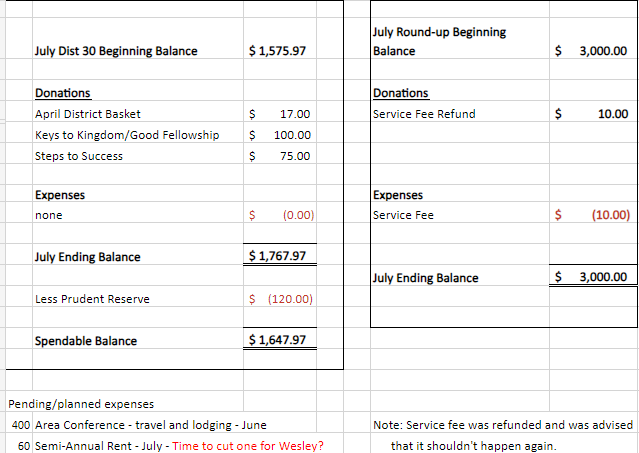 July Dist 30 Beginning Balance $ 1,575.97
Donations
April District Basket $ 17.00
Keys to Kingdom/Good Fellowship $ 100.00
Steps to Success $ 75.00
Expenses
none $ (0.00)
July Ending Balance $ 1,767.97
Less Prudent Reserve $ (120.00)
Spendable Balance $ 1,647.97
July Round-up Beginning
Balance $ 3,000.00
Donations
Service Fee Refund $ 10.00
Expenses
Service Fee $ (10.00)
July Ending Balance $ 3,000.00
Pending/planned expenses
400 Area Conference - travel and lodging - June
60 Semi-Annual Rent - July - Time to cut one for Wesley?
Note: Service fee was refunded and was advised
that it shouldn't happen again.